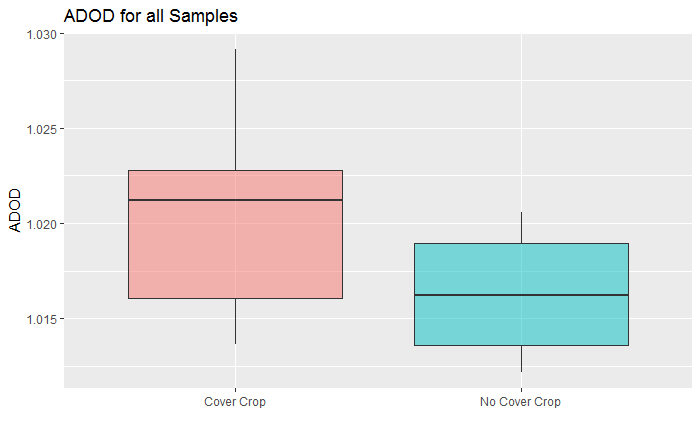 ADOD for all Samples
1.030
1.025
1.020
1.015
ADOD
Cover Crop
No Cover Crop